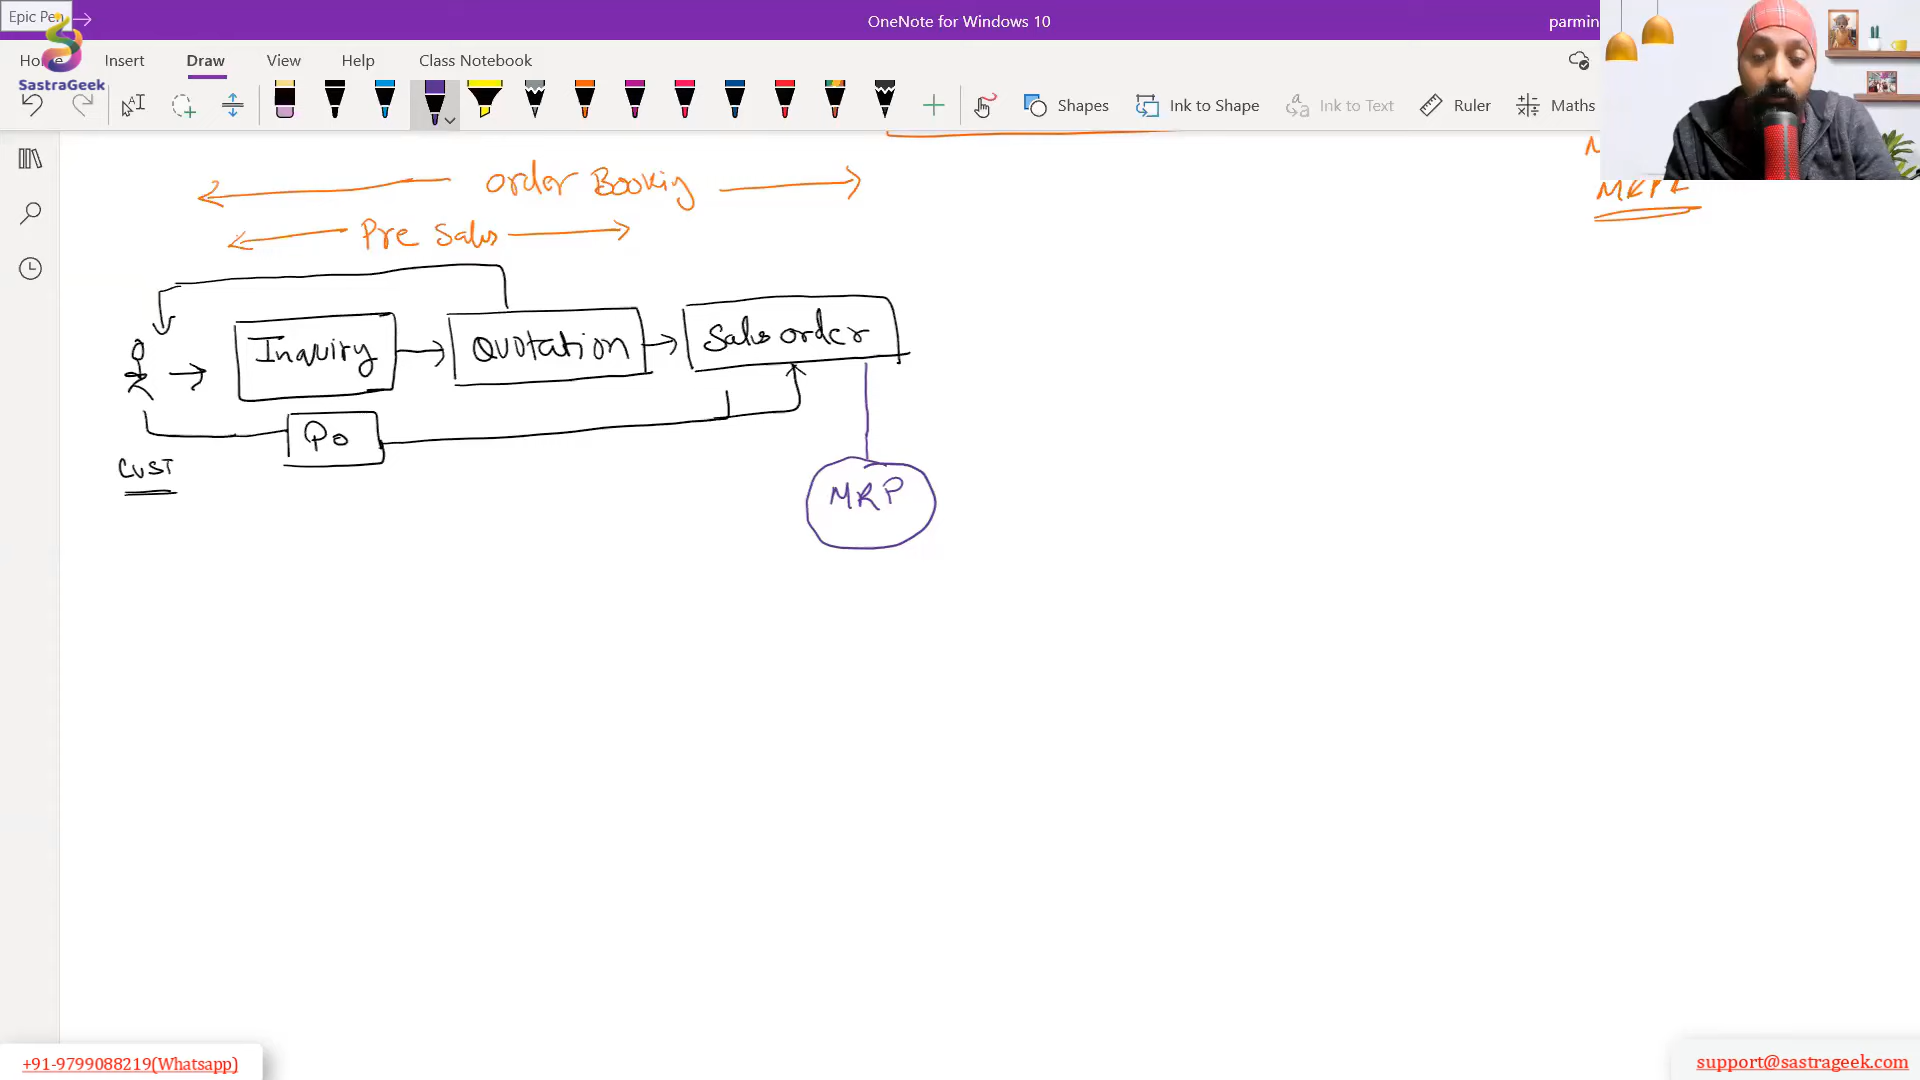 Epic Pen
OneNote for Windows 10
parmin
Insert
Draw
View
Help
Class Notebook
SastraGeek
Shapes
Ink to Shape
Ink to Text
Ruler
Maths
Order Booking
Pre Sales
Inquiry
Quotation
Sales order
PO
CUST
MRP
+91-9799088219(Whatsapp)
support@sastrageek.com